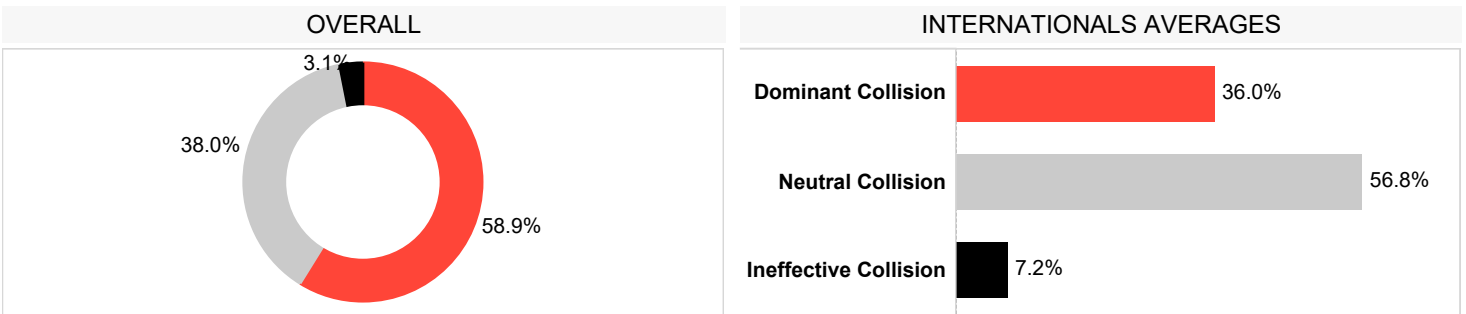 OVERALL
3.1%
38.0%
58.9%
INTERNATIONALS AVERAGES
Dominant Collision 36.0%
Neutral Collision 56.8%
Ineffective Collision 7.2%